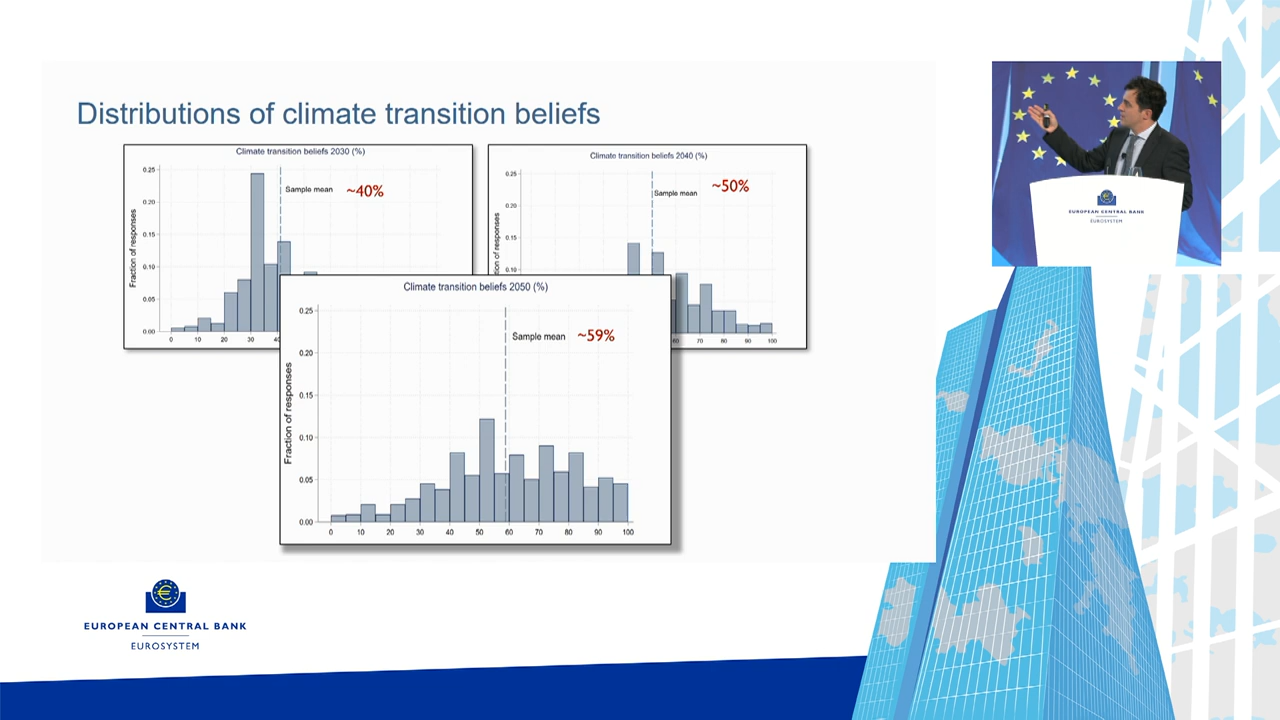 Distributions of climate transition beliefs
Climate transition beliefs 2030 (%)
Fraction of responses
0.25
0.20
0.15
0.10
0.05
0.00
0 10 20 30
Sample mean ~40%
Climate transition beliefs 2040 (%)
0.25
0.20
0.15
0.10
of responses
70 80 90 100
Sample mean ~50%
Climate transition beliefs 2050 (%)
Fraction of responses
0.25
0.20
0.15
0.10
0.05
0.00
0 10 20 30 40 50 60 70 80 90 100
Sample mean ~59%
EUROPEAN CENTRAL BANK
EUROSYSTEM
EUROPEAN CENTRAL BANK
EUROSYSTEM